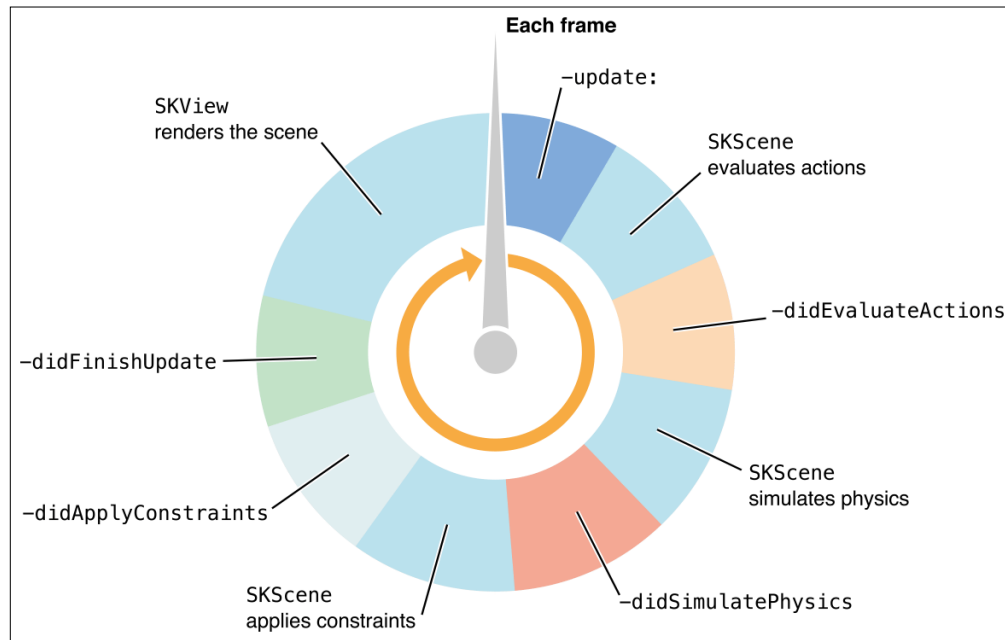 Each frame
-update:
SKScene
evaluates actions
-didEvaluateActions
SKScene
simulates physics
-didSimulatePhysics
SKScene
applies constraints
-didApplyConstraints
-didFinishUpdate
SKView
renders the scene